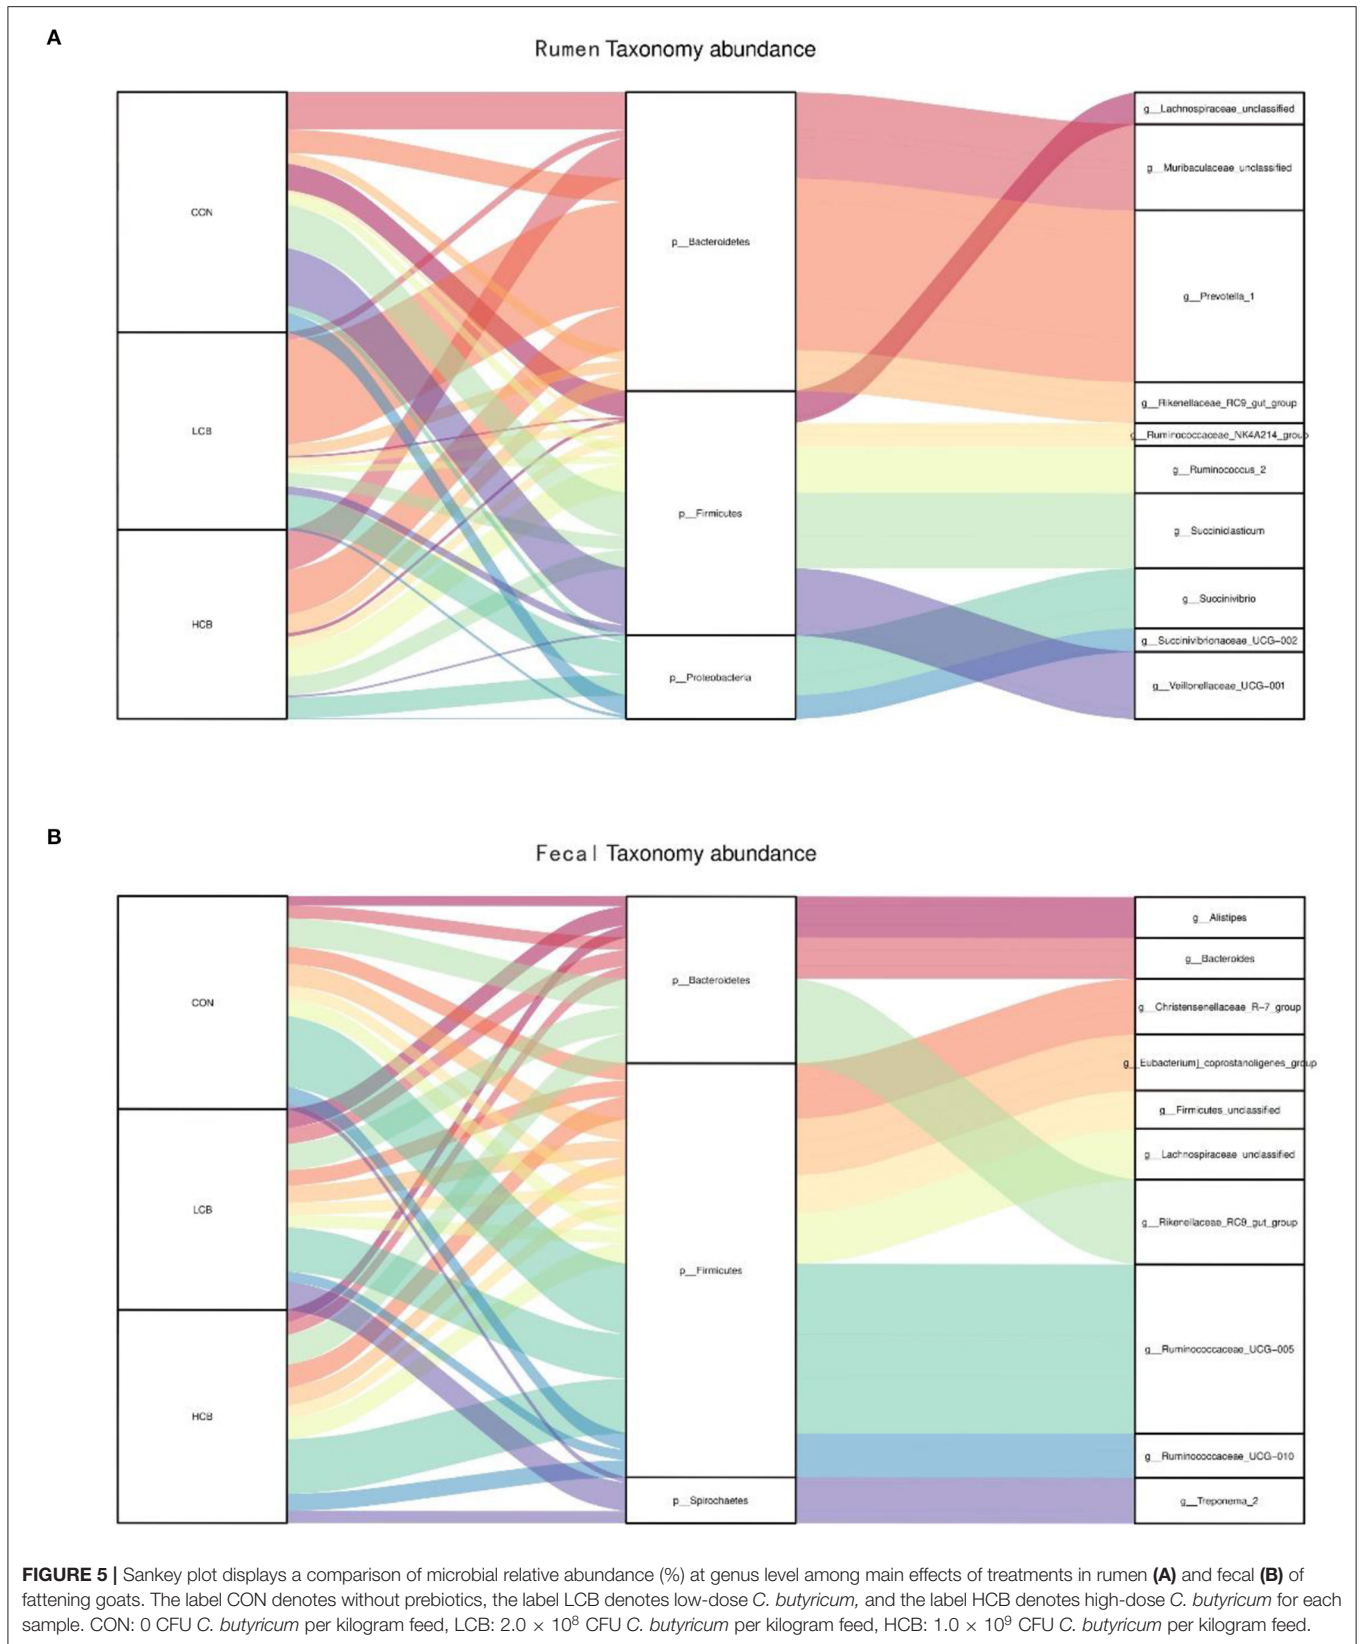 A
Rumen Taxonomy abundance
CON
LCB
HCB
p__Bacteroidetes
p__Firmicutes
p__Proteobacteria
g__Lachnospiraceae_unclassified
g__Muribaculaceae_unclassified
g__Prevotella_1
g__Rikenellaceae_RC9_gut_group
g__Ruminococcaceae_NK4A214_group
g__Ruminococcus_2
g__Succiniclasticum
g__Succinivibrio
g__Succinivibrionaceae_UCG-002
g__Veillonellaceae_UCG-001
B
Fecal Taxonomy abundance
CON
LCB
HCB
p__Bacteroidetes
p__Firmicutes
p__Spirochaetes
g__Alistipes
g__Bacteroides
g__Christensenellaceae_R-7_group
g__Eubacterium]_coprostanoligenes_group
g__Firmicutes_unclassified
g__Lachnospiraceae_unclassified
g__Rikenellaceae_RC9_gut_group
g__Ruminococcaceae_UCG-005
g__Ruminococcaceae_UCG-010
g__Treponema_2
FIGURE 5 | Sankey plot displays a comparison of microbial relative abundance (%) at genus level among main effects of treatments in rumen (A) and fecal (B) of
fattening goats. The label CON denotes without prebiotics, the label LCB denotes low-dose C. butyricum, and the label HCB denotes high-dose C. butyricum for each
sample. CON: 0 CFU C. butyricum per kilogram feed, LCB: 2.0 × 10⁸ CFU C. butyricum per kilogram feed, HCB: 1.0 × 10⁹ CFU C. butyricum per kilogram feed.